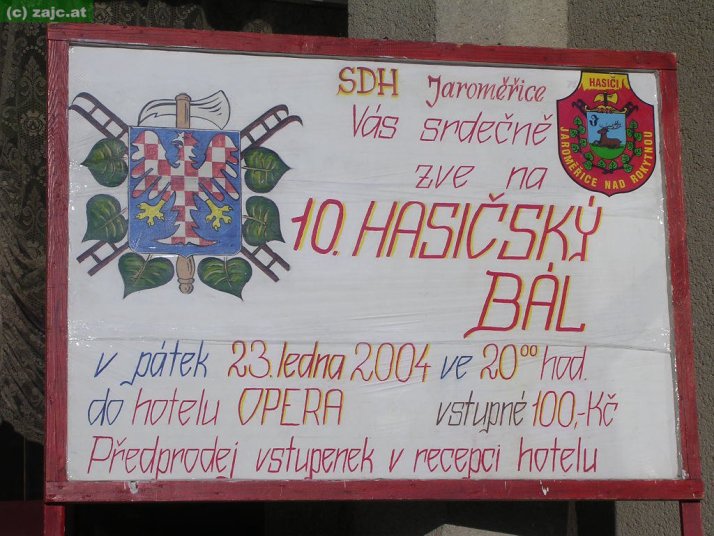 (c) zajc.at
SDH Jaroměřice
HASIČI
JAROMĚŘICE NAD ROKYTNOU
Vás srdečně
zve na
10. HASIČSKÝ
BÁL
v pátek 23. ledna 2004 ve 20⁰⁰ hod.
do hotelu OPERA vstupné 100,-Kč
Předprodej vstupenek v recepci hotelu